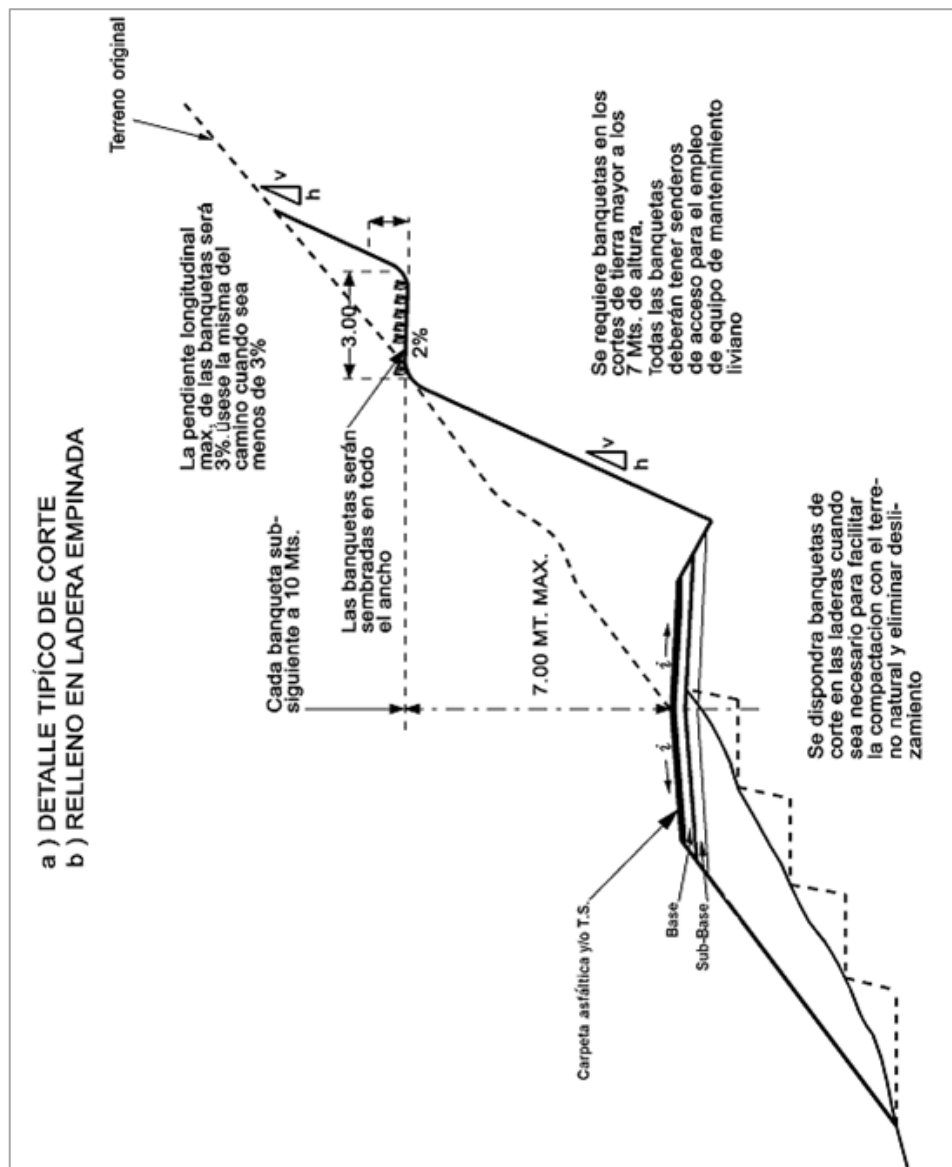 a ) DETALLE TIPÍCO DE CORTE
b ) RELLENO EN LADERA EMPINADA
Terreno original
La pendiente longitudinal
max, de las banquetas será
3%.úsese la misma del
camino cuando sea
menos de 3%
v
h
3.00
2%
Cada banqueta sub-
siguiente a 10 Mts.
Las banquetas serán
sembradas en todo
el ancho
7.00 MT. MAX.
v
h
Se requiere banquetas en los
cortes de tierra mayor a los
7 Mts. de altura.
Todas las banquetas
deberán tener senderos
de acceso para el empleo
de equipo de mantenimiento
liviano
i
i
Carpeta asfáltica y/o T.S.
Base
Sub-Base
Se dispondra banquetas de
corte en las laderas cuando
sea necesario para facilitar
la compactacion con el terre-
no natural y eliminar desli-
zamiento